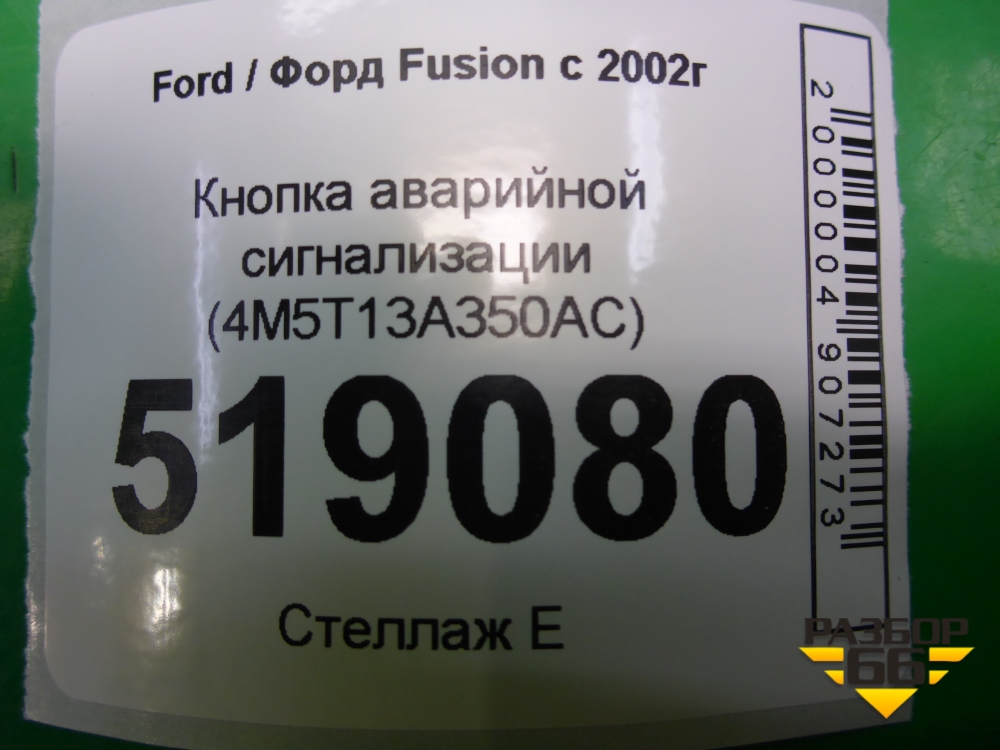 Ford / Форд Fusion с 2002г
Кнопка аварийной
сигнализации
(4M5T13A350AC)
519080
Стеллаж Е
2000004907273
РАЗБОР
66